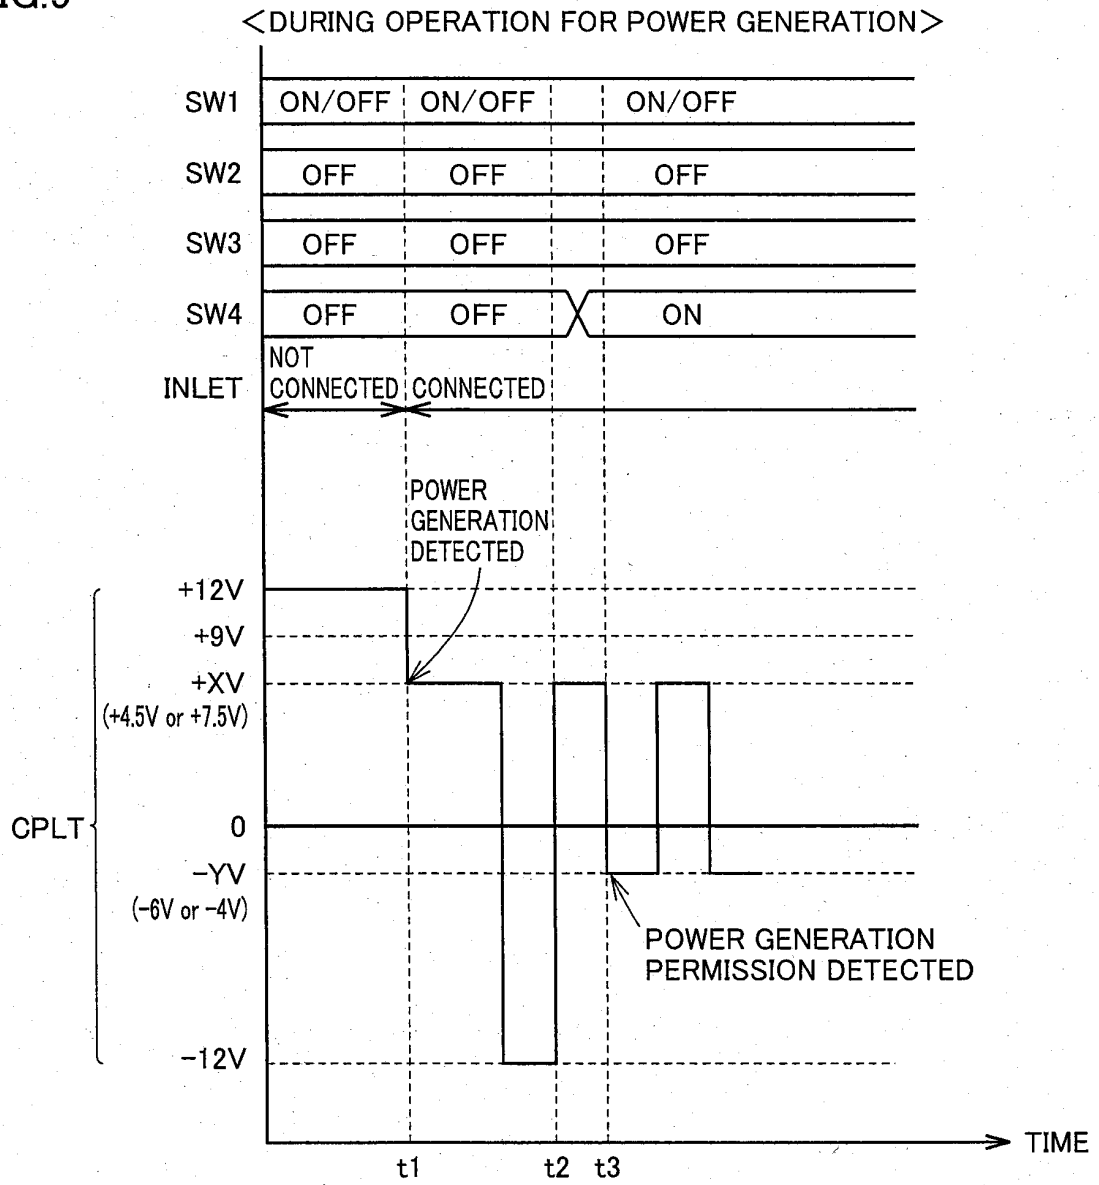 <DURING OPERATION FOR POWER GENERATION>
SW1 ON/OFF ON/OFF ON/OFF
SW2 OFF OFF OFF
SW3 OFF OFF OFF
SW4 OFF OFF ON
NOT
INLET CONNECTED CONNECTED
POWER
GENERATION
DETECTED
+12V
+9V
+XV
(+4.5V or +7.5V)
CPLT 0
-YV
(-6V or -4V)
POWER GENERATION
PERMISSION DETECTED
-12V
TIME
t1 t2 t3